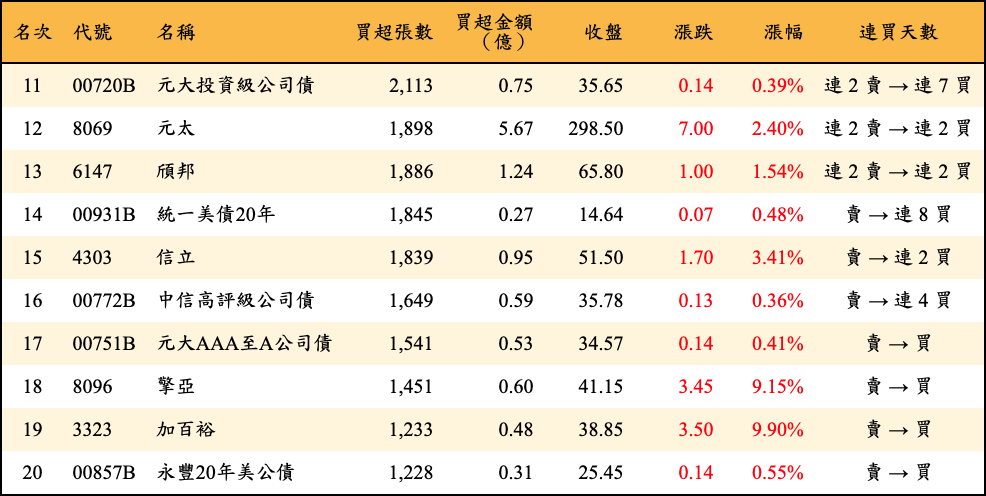 名次 代號 名稱 買超張數 買超金額（億） 收盤 漲跌 漲幅 連買天數
11 00720B 元大投資級公司債 2,113 0.75 35.65 0.14 0.39% 連 2 賣 → 連 7 買
12 8069 元太 1,898 5.67 298.50 7.00 2.40% 連 2 賣 → 連 2 買
13 6147 頎邦 1,886 1.24 65.80 1.00 1.54% 連 2 賣 → 連 2 買
14 00931B 統一美債20年 1,845 0.27 14.64 0.07 0.48% 賣 → 連 8 買
15 4303 信立 1,839 0.95 51.50 1.70 3.41% 賣 → 連 2 買
16 00772B 中信高評級公司債 1,649 0.59 35.78 0.13 0.36% 賣 → 連 4 買
17 00751B 元大AAA至A公司債 1,541 0.53 34.57 0.14 0.41% 賣 → 買
18 8096 擎亞 1,451 0.60 41.15 3.45 9.15% 賣 → 買
19 3323 加百裕 1,233 0.48 38.85 3.50 9.90% 賣 → 買
20 00857B 永豐20年美公債 1,228 0.31 25.45 0.14 0.55% 賣 → 買